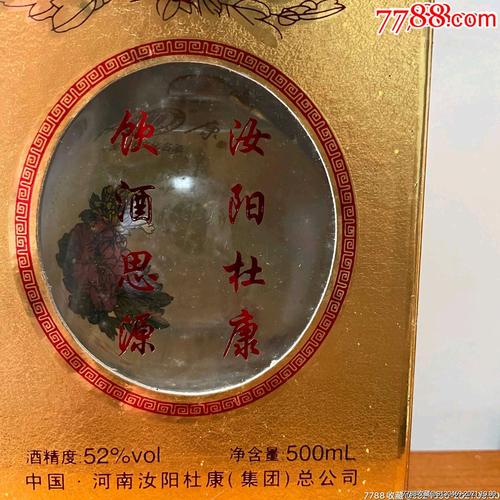 7788.com
汝阳杜康
饮酒思源
酒精度:52%vol
净含量:500mL
中国·河南汝阳杜康(集团)总公司